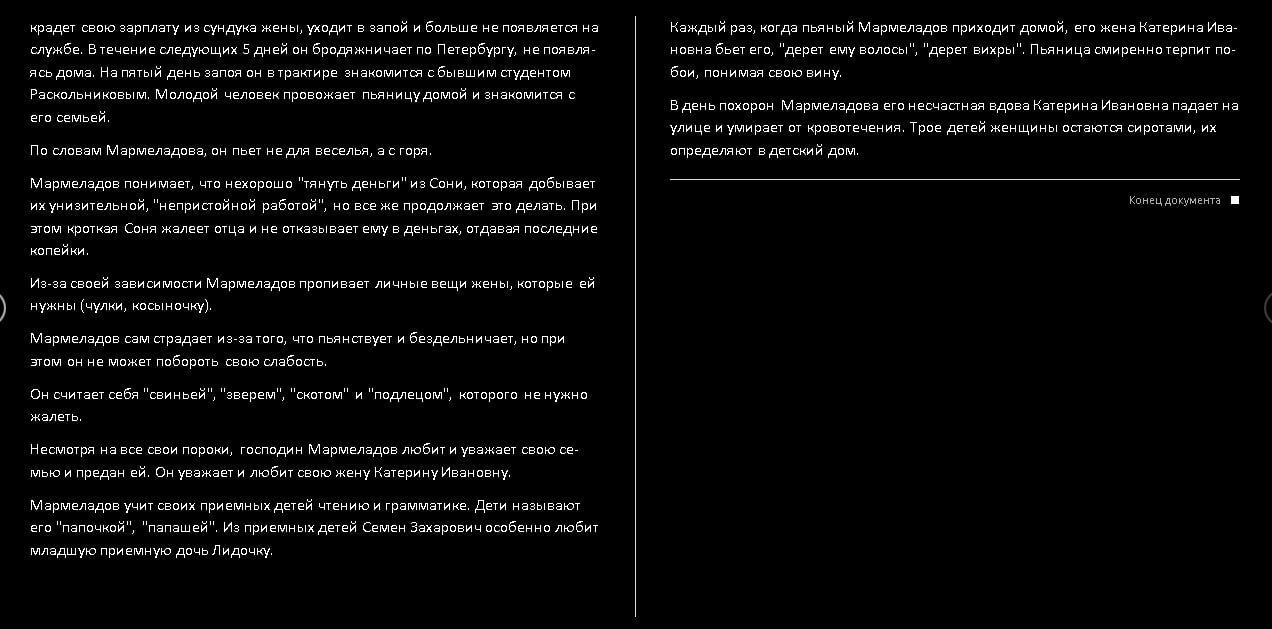 крадет свою зарплату из сундука жены, уходит в запой и больше не появляется на
службе. В течение следующих 5 дней он бродяжничает по Петербургу, не появля-
ясь дома. На пятый день запоя он в трактире знакомится с бывшим студентом
Раскольниковым. Молодой человек провожает пьяницу домой и знакомится с
его семьей.
По словам Мармеладова, он пьет не для веселья, а с горя.
Мармеладов понимает, что нехорошо "тянуть деньги" из Сони, которая добывает
их унизительной, "непристойной работой", но все же продолжает это делать. При
этом кроткая Соня жалеет отца и не отказывает ему в деньгах, отдавая последние
копейки.
Из-за своей зависимости Мармеладов пропивает личные вещи жены, которые ей
нужны (чулки, косыночку).
Мармеладов сам страдает из-за того, что пьянствует и бездельничает, но при
этом он не может побороть свою слабость.
Он считает себя "свиньей", "зверем", "скотом" и "подлецом", которого не нужно
жалеть.
Несмотря на все свои пороки, господин Мармеладов любит и уважает свою се-
мью и предан ей. Он уважает и любит свою жену Катерину Ивановну.
Мармеладов учит своих приемных детей чтению и грамматике. Дети называют
его "папочкой", "папашей". Из приемных детей Семен Захарович особенно любит
младшую приемную дочь Лидочку.
Каждый раз, когда пьяный Мармеладов приходит домой, его жена Катерина Ива-
новна бьет его, "дерет ему волосы", "дерет вихры". Пьяница смиренно терпит по-
бои, понимая свою вину.
В день похорон Мармеладова его несчастная вдова Катерина Ивановна падает на
улице и умирает от кровотечения. Трое детей женщины остаются сиротами, их
определяют в детский дом.
Конец документа